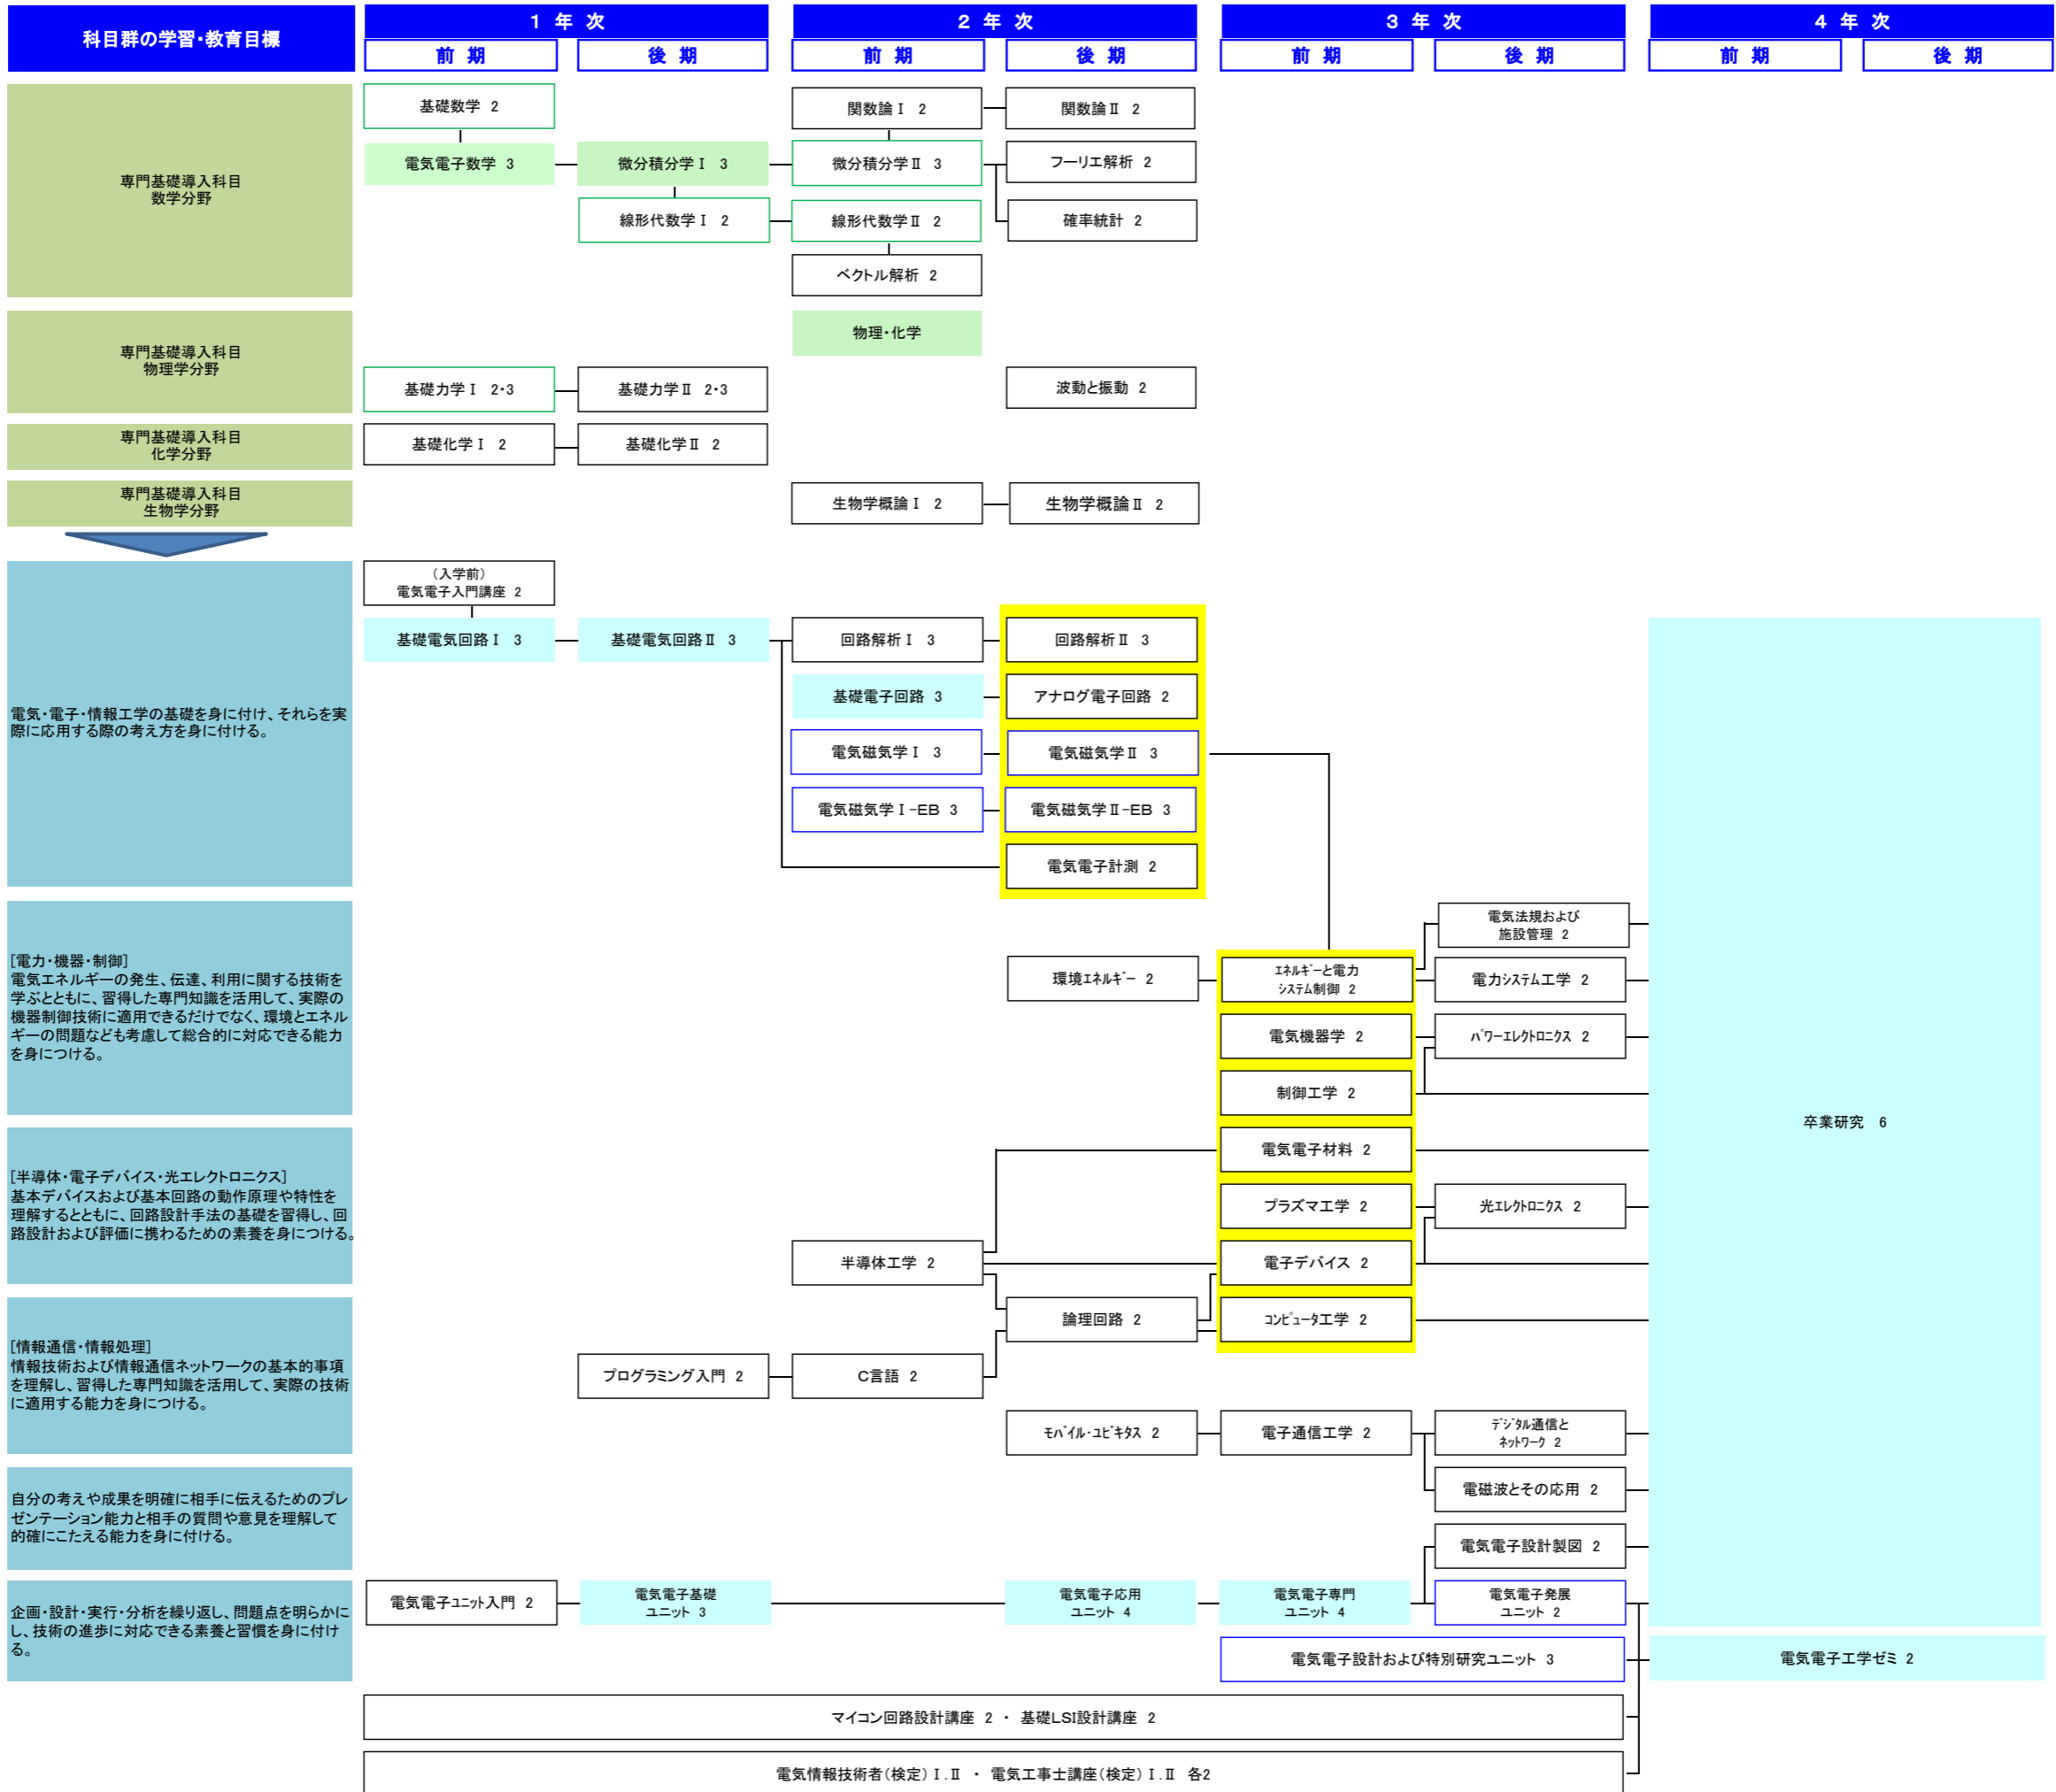 科目群の学習・教育目標
1 年 次
2 年 次
3 年 次
4 年 次
前 期
後 期
前 期
後 期
前 期
後 期
前 期
後 期
専門基礎導入科目
数学分野
基礎数学 2
関数論Ⅰ 2
関数論Ⅱ 2
電気電子数学 3
微分積分学Ⅰ 3
微分積分学Ⅱ 3
フーリエ解析 2
線形代数学Ⅰ 2
線形代数学Ⅱ 2
確率統計 2
ベクトル解析 2
専門基礎導入科目
物理学分野
物理・化学
基礎力学Ⅰ 2・3
基礎力学Ⅱ 2・3
波動と振動 2
専門基礎導入科目
化学分野
基礎化学Ⅰ 2
基礎化学Ⅱ 2
専門基礎導入科目
生物学分野
生物学概論Ⅰ 2
生物学概論Ⅱ 2
電気・電子・情報工学の基礎を身に付け、それらを実
際に応用する際の考え方を身に付ける。
（入学前）
電気電子入門講座 2
基礎電気回路Ⅰ 3
基礎電気回路Ⅱ 3
回路解析Ⅰ 3
回路解析Ⅱ 3
基礎電子回路 3
アナログ電子回路 2
電気磁気学Ⅰ 3
電気磁気学Ⅱ 3
電気磁気学Ⅰ-EB 3
電気磁気学Ⅱ-EB 3
電気電子計測 2
[電力・機器・制御]
電気エネルギーの発生、伝達、利用に関する技術を
学ぶとともに、習得した専門知識を活用して、実際の
機器制御技術に適用できるだけでなく、環境とエネル
ギーの問題なども考慮して総合的に対応できる能力
を身につける。
電気法規および
施設管理 2
環境ｴﾈﾙｷﾞｰ 2
ｴﾈﾙｷﾞｰと電力
ｼｽﾃﾑ制御 2
電力ｼｽﾃﾑ工学 2
電気機器学 2
ﾊﾟﾜｰｴﾚｸﾄﾛﾆｸｽ 2
制御工学 2
卒業研究 6
[半導体・電子デバイス・光エレクトロニクス]
基本デバイスおよび基本回路の動作原理や特性を
理解するとともに、回路設計手法の基礎を習得し、回
路設計および評価に携わるための素養を身につける。
電気電子材料 2
プラズマ工学 2
光ｴﾚｸﾄﾛﾆｸｽ 2
半導体工学 2
電子デバイス 2
[情報通信・情報処理]
情報技術および情報通信ネットワークの基本的事項
を理解し、習得した専門知識を活用して、実際の技術
に適用する能力を身につける。
論理回路 2
ｺﾝﾋﾟｭｰﾀ工学 2
プログラミング入門 2
C言語 2
ﾓﾊﾞｲﾙ・ﾕﾋﾞｷﾀｽ 2
電子通信工学 2
ﾃﾞｼﾞﾀﾙ通信と
ﾈｯﾄﾜｰｸ 2
自分の考えや成果を明確に相手に伝えるためのプレ
ゼンテーション能力と相手の質問や意見を理解して
的確にこたえる能力を身に付ける。
電磁波とその応用 2
電気電子設計製図 2
企画・設計・実行・分析を繰り返し、問題点を明らかに
し、技術の進歩に対応できる素養と習慣を身に付け
る。
電気電子ﾕﾆｯﾄ入門 2
電気電子基礎
ユニット 3
電気電子応用
ユニット 4
電気電子専門
ユニット 4
電気電子発展
ユニット 2
電気電子設計および特別研究ユニット 3
電気電子工学ゼミ 2
マイコン回路設計講座 2 ・ 基礎LSI設計講座 2
電気情報技術者（検定）Ⅰ.Ⅱ ・ 電気工事士講座（検定）Ⅰ.Ⅱ 各2